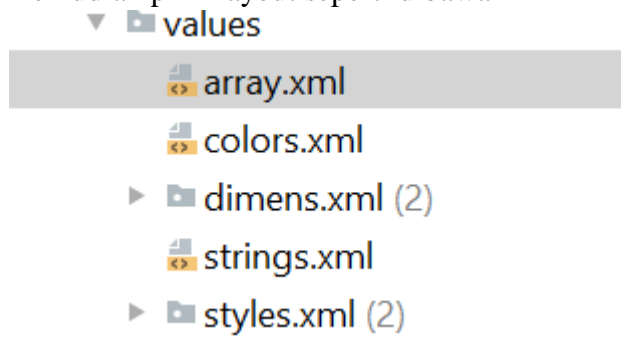 values
array.xml
colors.xml
dimens.xml (2)
strings.xml
styles.xml (2)